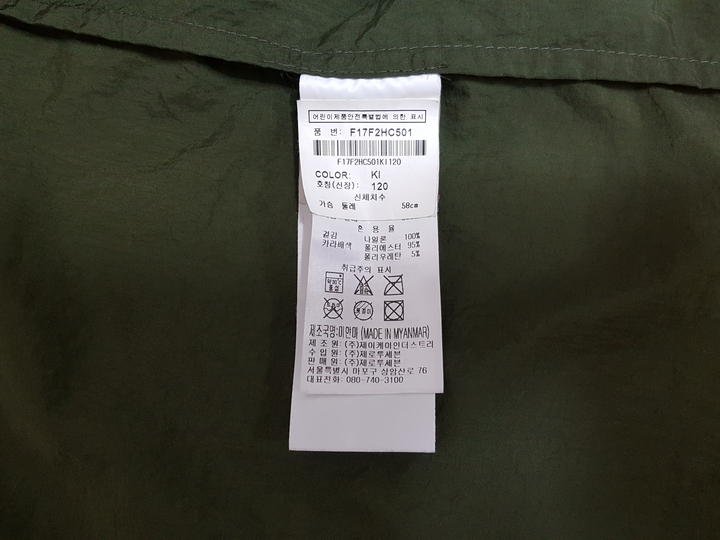 어린이제품안전특별법에 의한 표시
품 번: F17F2HC501
F17F2HC501KI120
COLOR: KI
호칭(신장): 120
신체치수
가슴 둘레 58cm
혼 용 율
겉감 나일론 100%
카라배색 폴리에스터 95%
폴리우레탄 5%
취급주의 표시
약30℃
중성
제조국명:미얀마 (MADE IN MYANMAR)
제 조 원: (주)제이케이인더스트리
수 입 원: (주)제로투세븐
판 매 원: (주)제로투세븐
서울특별시 마포구 상암산로 76
대표전화: 080-740-3100